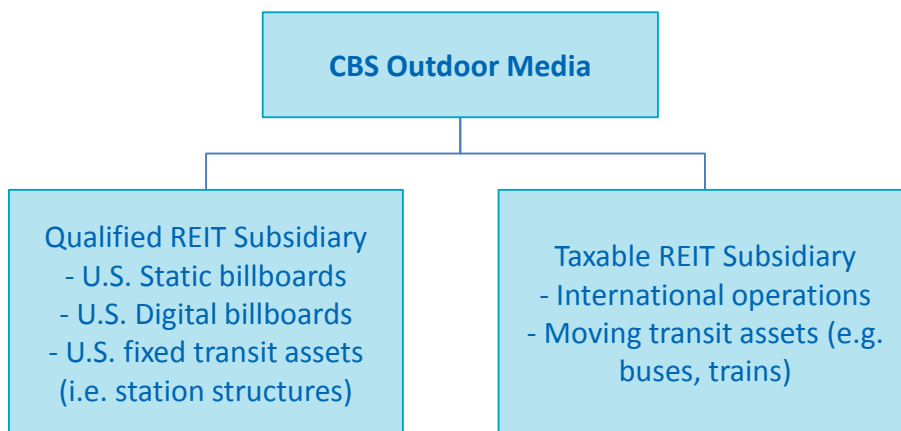 CBS Outdoor Media
Qualified REIT Subsidiary
- U.S. Static billboards
- U.S. Digital billboards
- U.S. fixed transit assets
(i.e. station structures)
Taxable REIT Subsidiary
- International operations
- Moving transit assets (e.g.
buses, trains)